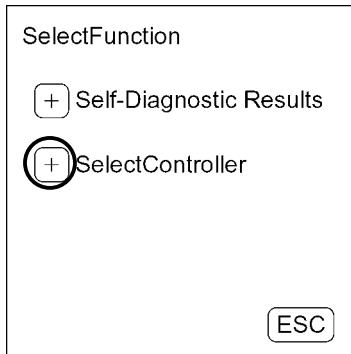 SelectFunction
+ Self-Diagnostic Results
+ SelectController
ESC